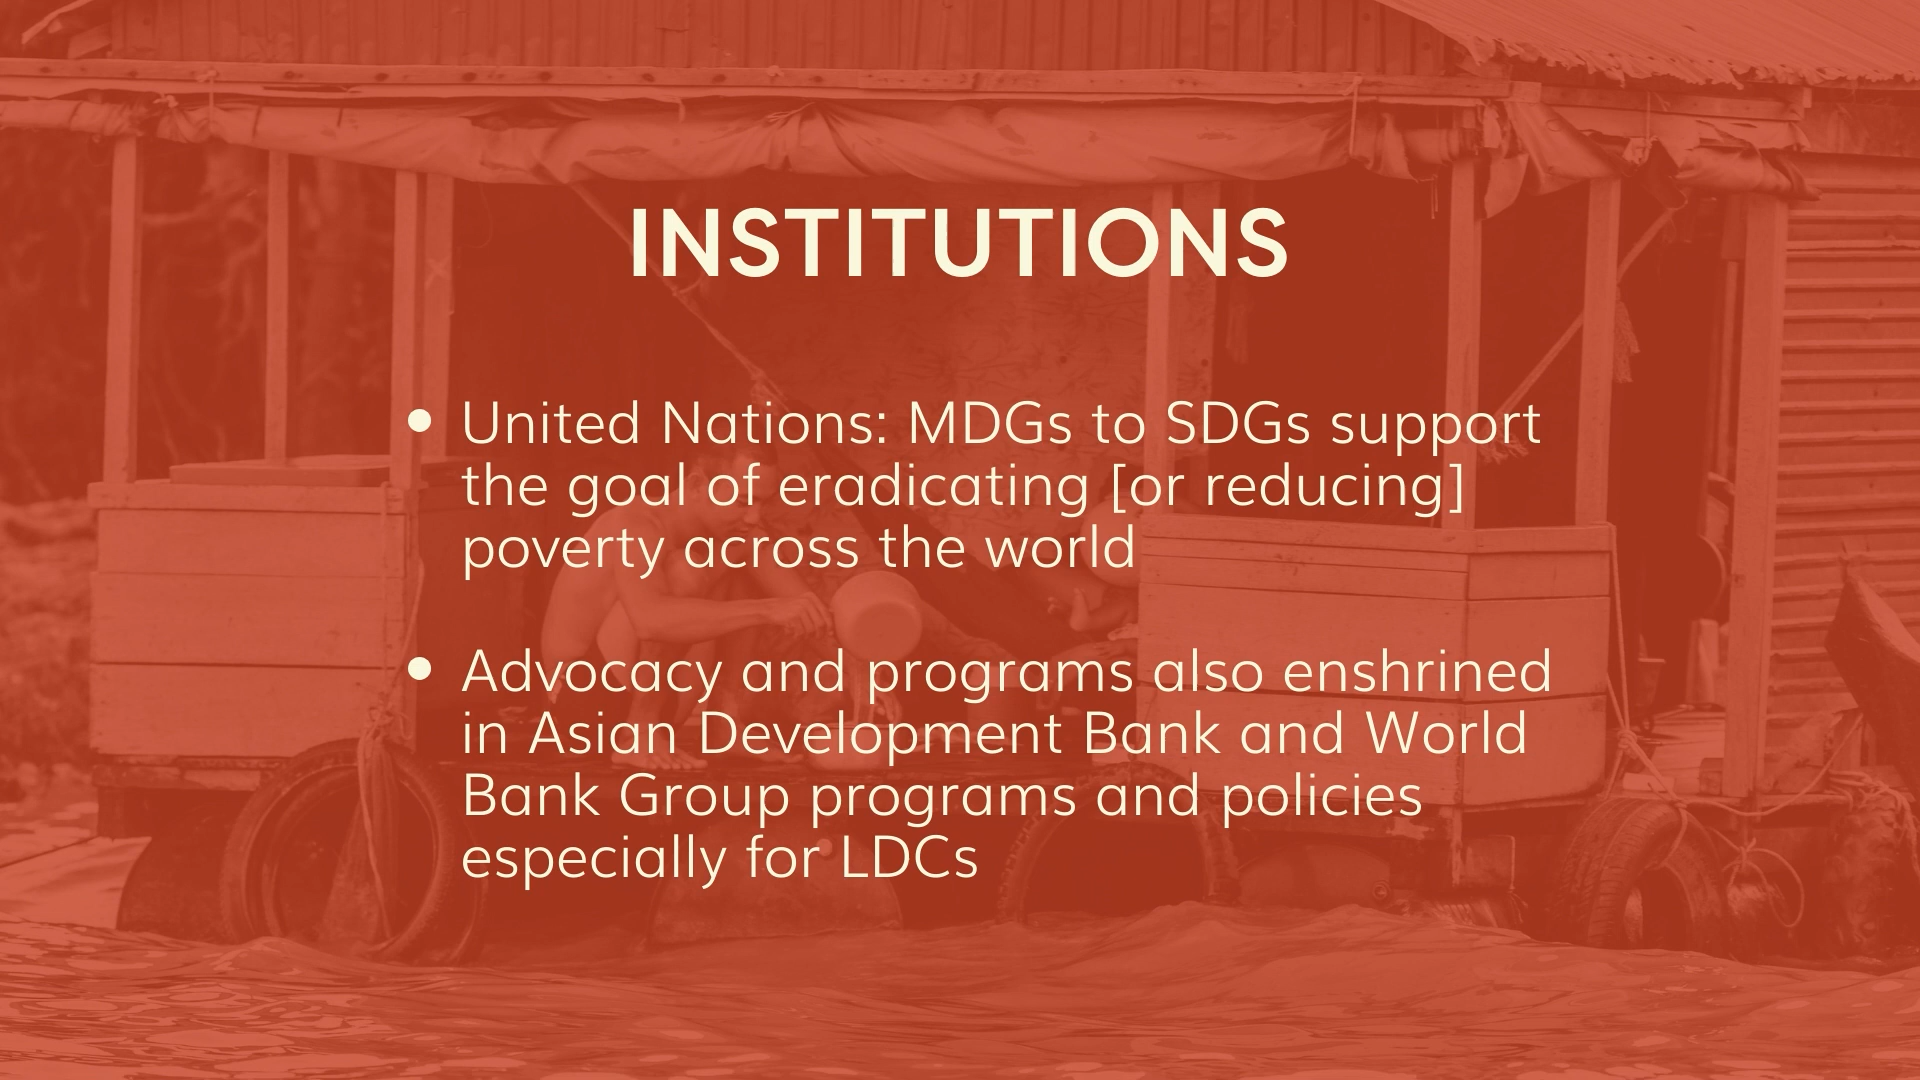 INSTITUTIONS
• United Nations: MDGs to SDGs support
the goal of eradicating [or reducing]
poverty across the world
• Advocacy and programs also enshrined
in Asian Development Bank and World
Bank Group programs and policies
especially for LDCs